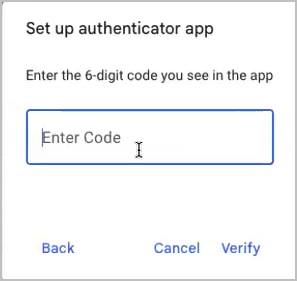 Set up authenticator app
Enter the 6-digit code you see in the app
Enter Code
Back Cancel Verify